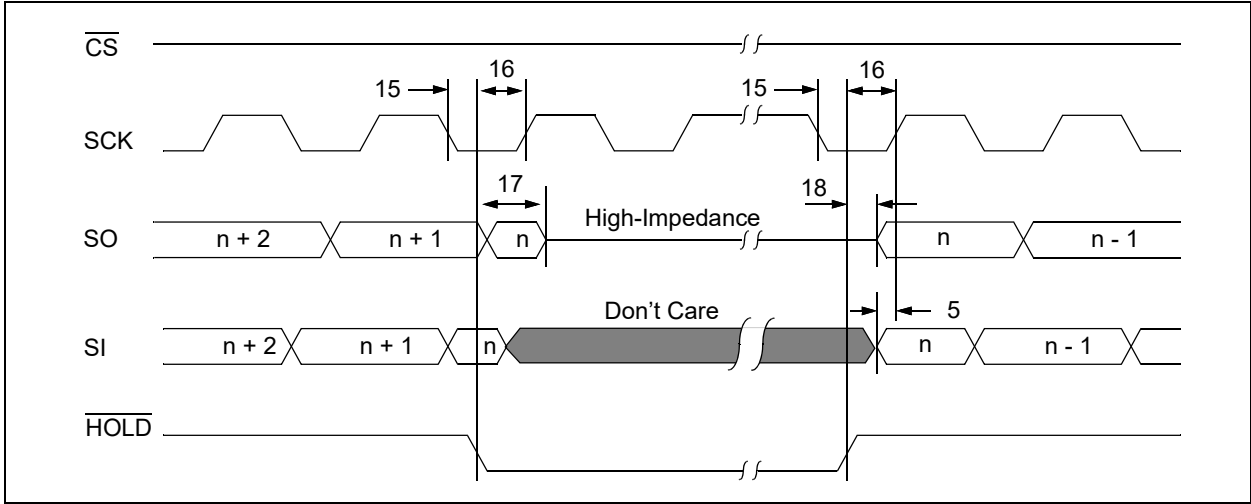 CS
16
16
15
15
SCK
17
18
High-Impedance
SO
n + 2
n + 1
n
n
n - 1
Don't Care
5
SI
n + 2
n + 1
n
n
n - 1
HOLD